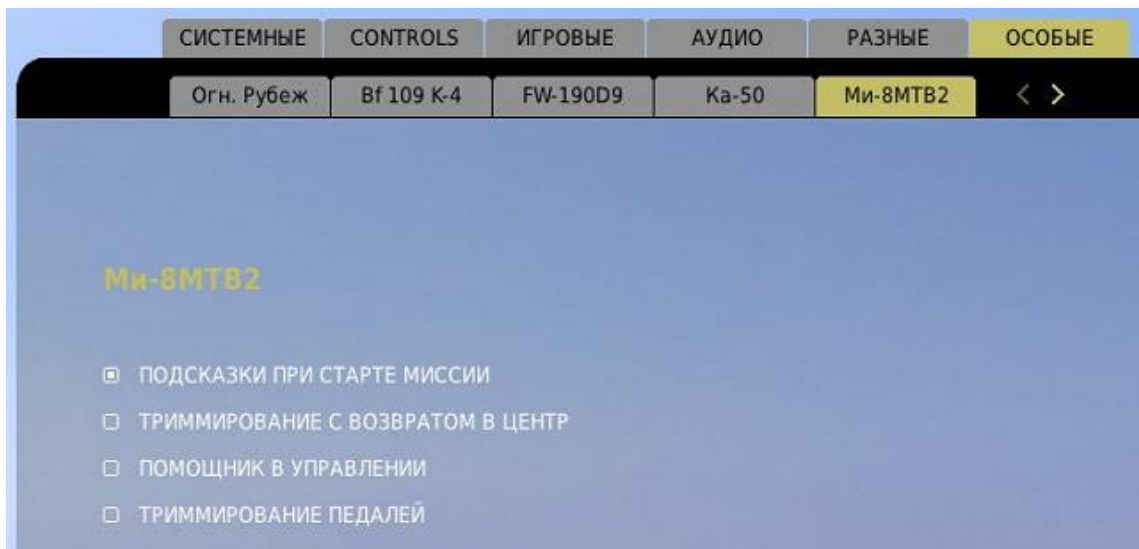 СИСТЕМНЫЕ CONTROLS ИГРОВЫЕ АУДИО РАЗНЫЕ ОСОБЫЕ
Огн. Рубеж Bf 109 K-4 FW-190D9 Ка-50 Ми-8МТВ2 < >
Ми-8МТВ2
ПОДСКАЗКИ ПРИ СТАРТЕ МИССИИ
ТРИММИРОВАНИЕ С ВОЗВРАТОМ В ЦЕНТР
ПОМОЩНИК В УПРАВЛЕНИИ
ТРИММИРОВАНИЕ ПЕДАЛЕЙ